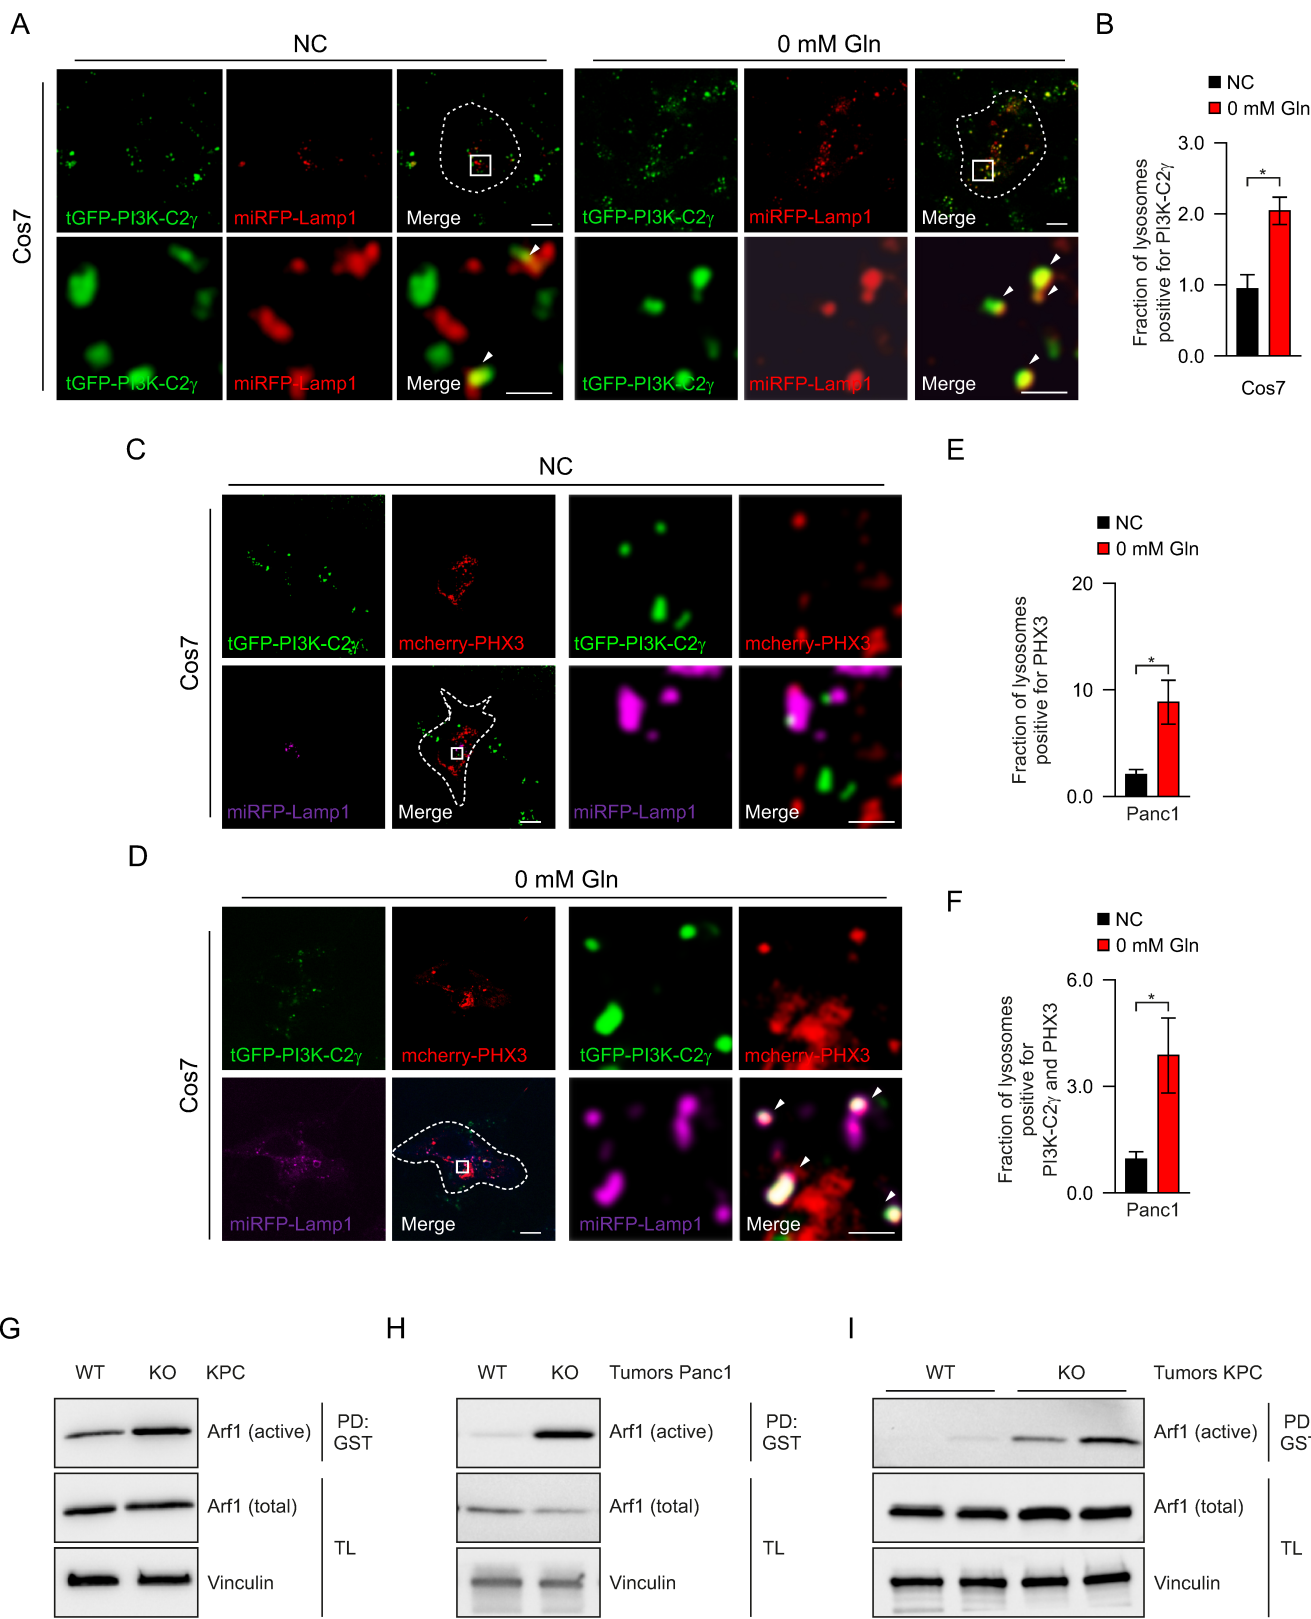 A
NC
0 mM Gln
Cos7
tGFP-PI3K-C2γ
miRFP-Lamp1
Merge
tGFP-PI3K-C2γ
miRFP-Lamp1
Merge
tGFP-PI3K-C2γ
miRFP-Lamp1
Merge
tGFP-PI3K-C2γ
miRFP-Lamp1
Merge
B
NC
0 mM Gln
Fraction of lysosomes
positive for PI3K-C2γ
3.0
2.0
1.0
0.0
*
Cos7
C
NC
Cos7
tGFP-PI3K-C2γ
mcherry-PHX3
tGFP-PI3K-C2γ
mcherry-PHX3
miRFP-Lamp1
Merge
miRFP-Lamp1
Merge
E
NC
0 mM Gln
Fraction of lysosomes
positive for PHX3
20
10
0.0
*
Panc1
D
0 mM Gln
Cos7
tGFP-PI3K-C2γ
mcherry-PHX3
tGFP-PI3K-C2γ
mcherry-PHX3
miRFP-Lamp1
Merge
miRFP-Lamp1
Merge
F
NC
0 mM Gln
Fraction of lysosomes
positive for
PI3K-C2γ and PHX3
6.0
3.0
0.0
*
Panc1
G
WT KO KPC
Arf1 (active)
PD:
GST
Arf1 (total)
Vinculin
TL
H
WT KO Tumors Panc1
Arf1 (active)
PD:
GST
Arf1 (total)
Vinculin
TL
I
WT KO Tumors KPC
Arf1 (active)
PD
GS
Arf1 (total)
Vinculin
TL